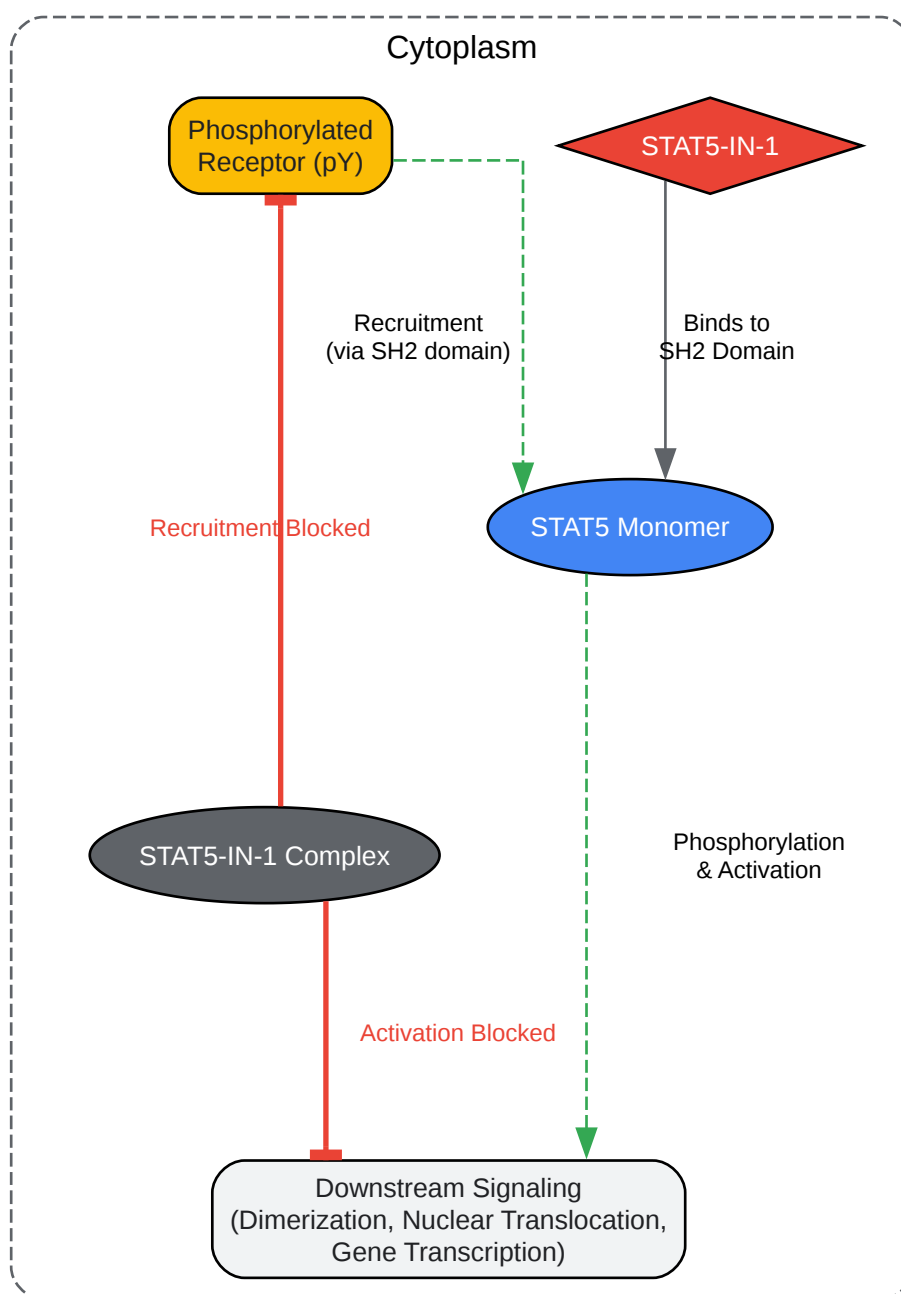 Cytoplasm
Phosphorylated
Receptor (pY)
STAT5-IN-1
Recruitment
(via SH2 domain)
Binds to
SH2 Domain
Recruitment Blocked
STAT5 Monomer
STAT5-IN-1 Complex
Phosphorylation
& Activation
Activation Blocked
Downstream Signaling
(Dimerization, Nuclear Translocation,
Gene Transcription)